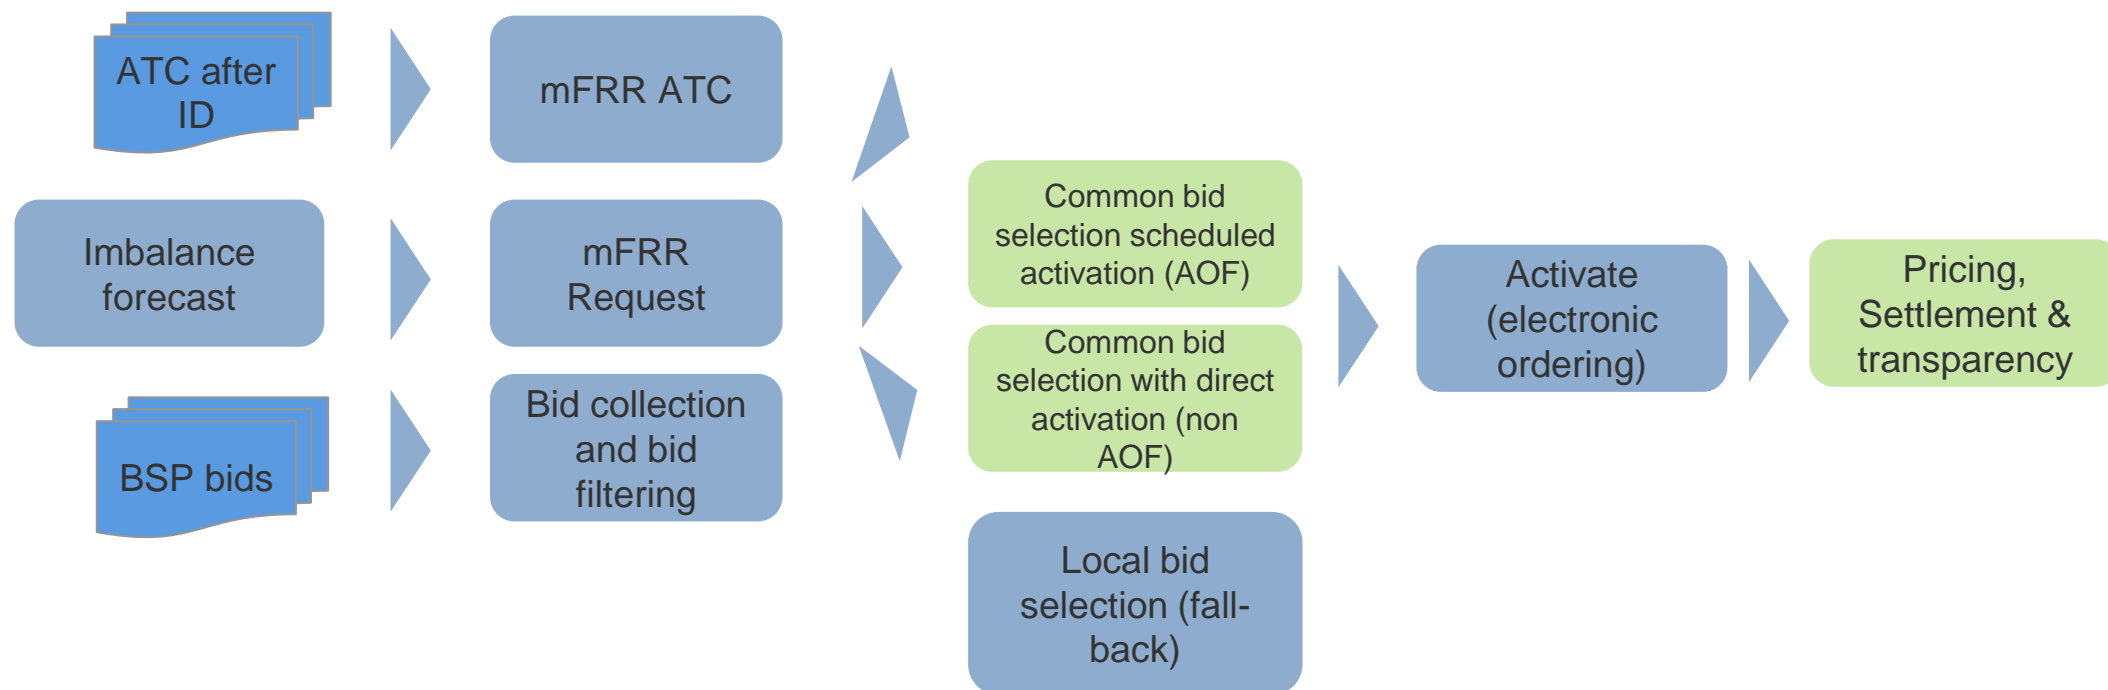 ATC after
ID
mFRR ATC
Imbalance
forecast
mFRR
Request
BSP bids
Bid collection
and bid
filtering
Common bid
selection scheduled
activation (AOF)
Common bid
selection with direct
activation (non
AOF)
Local bid
selection (fall-
back)
Activate
(electronic
ordering)
Pricing,
Settlement &
transparency